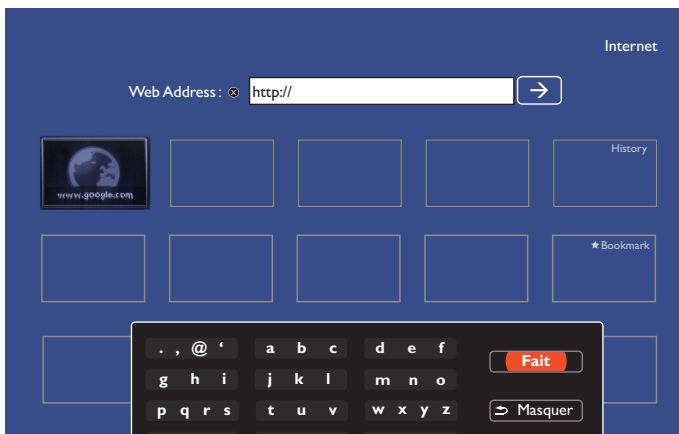 Internet
Web Address: http://
www.google.com
History
Bookmark
. , @ ‘ a b c d e f
Fait
g h i j k l m n o
p q r s t u v w x y z
Masquer